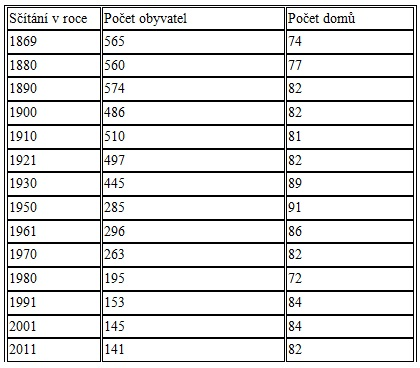 Sčítání v roce Počet obyvatel Počet domů
1869 565 74
1880 560 77
1890 574 82
1900 486 82
1910 510 81
1921 497 82
1930 445 89
1950 285 91
1961 296 86
1970 263 82
1980 195 72
1991 153 84
2001 145 84
2011 141 82